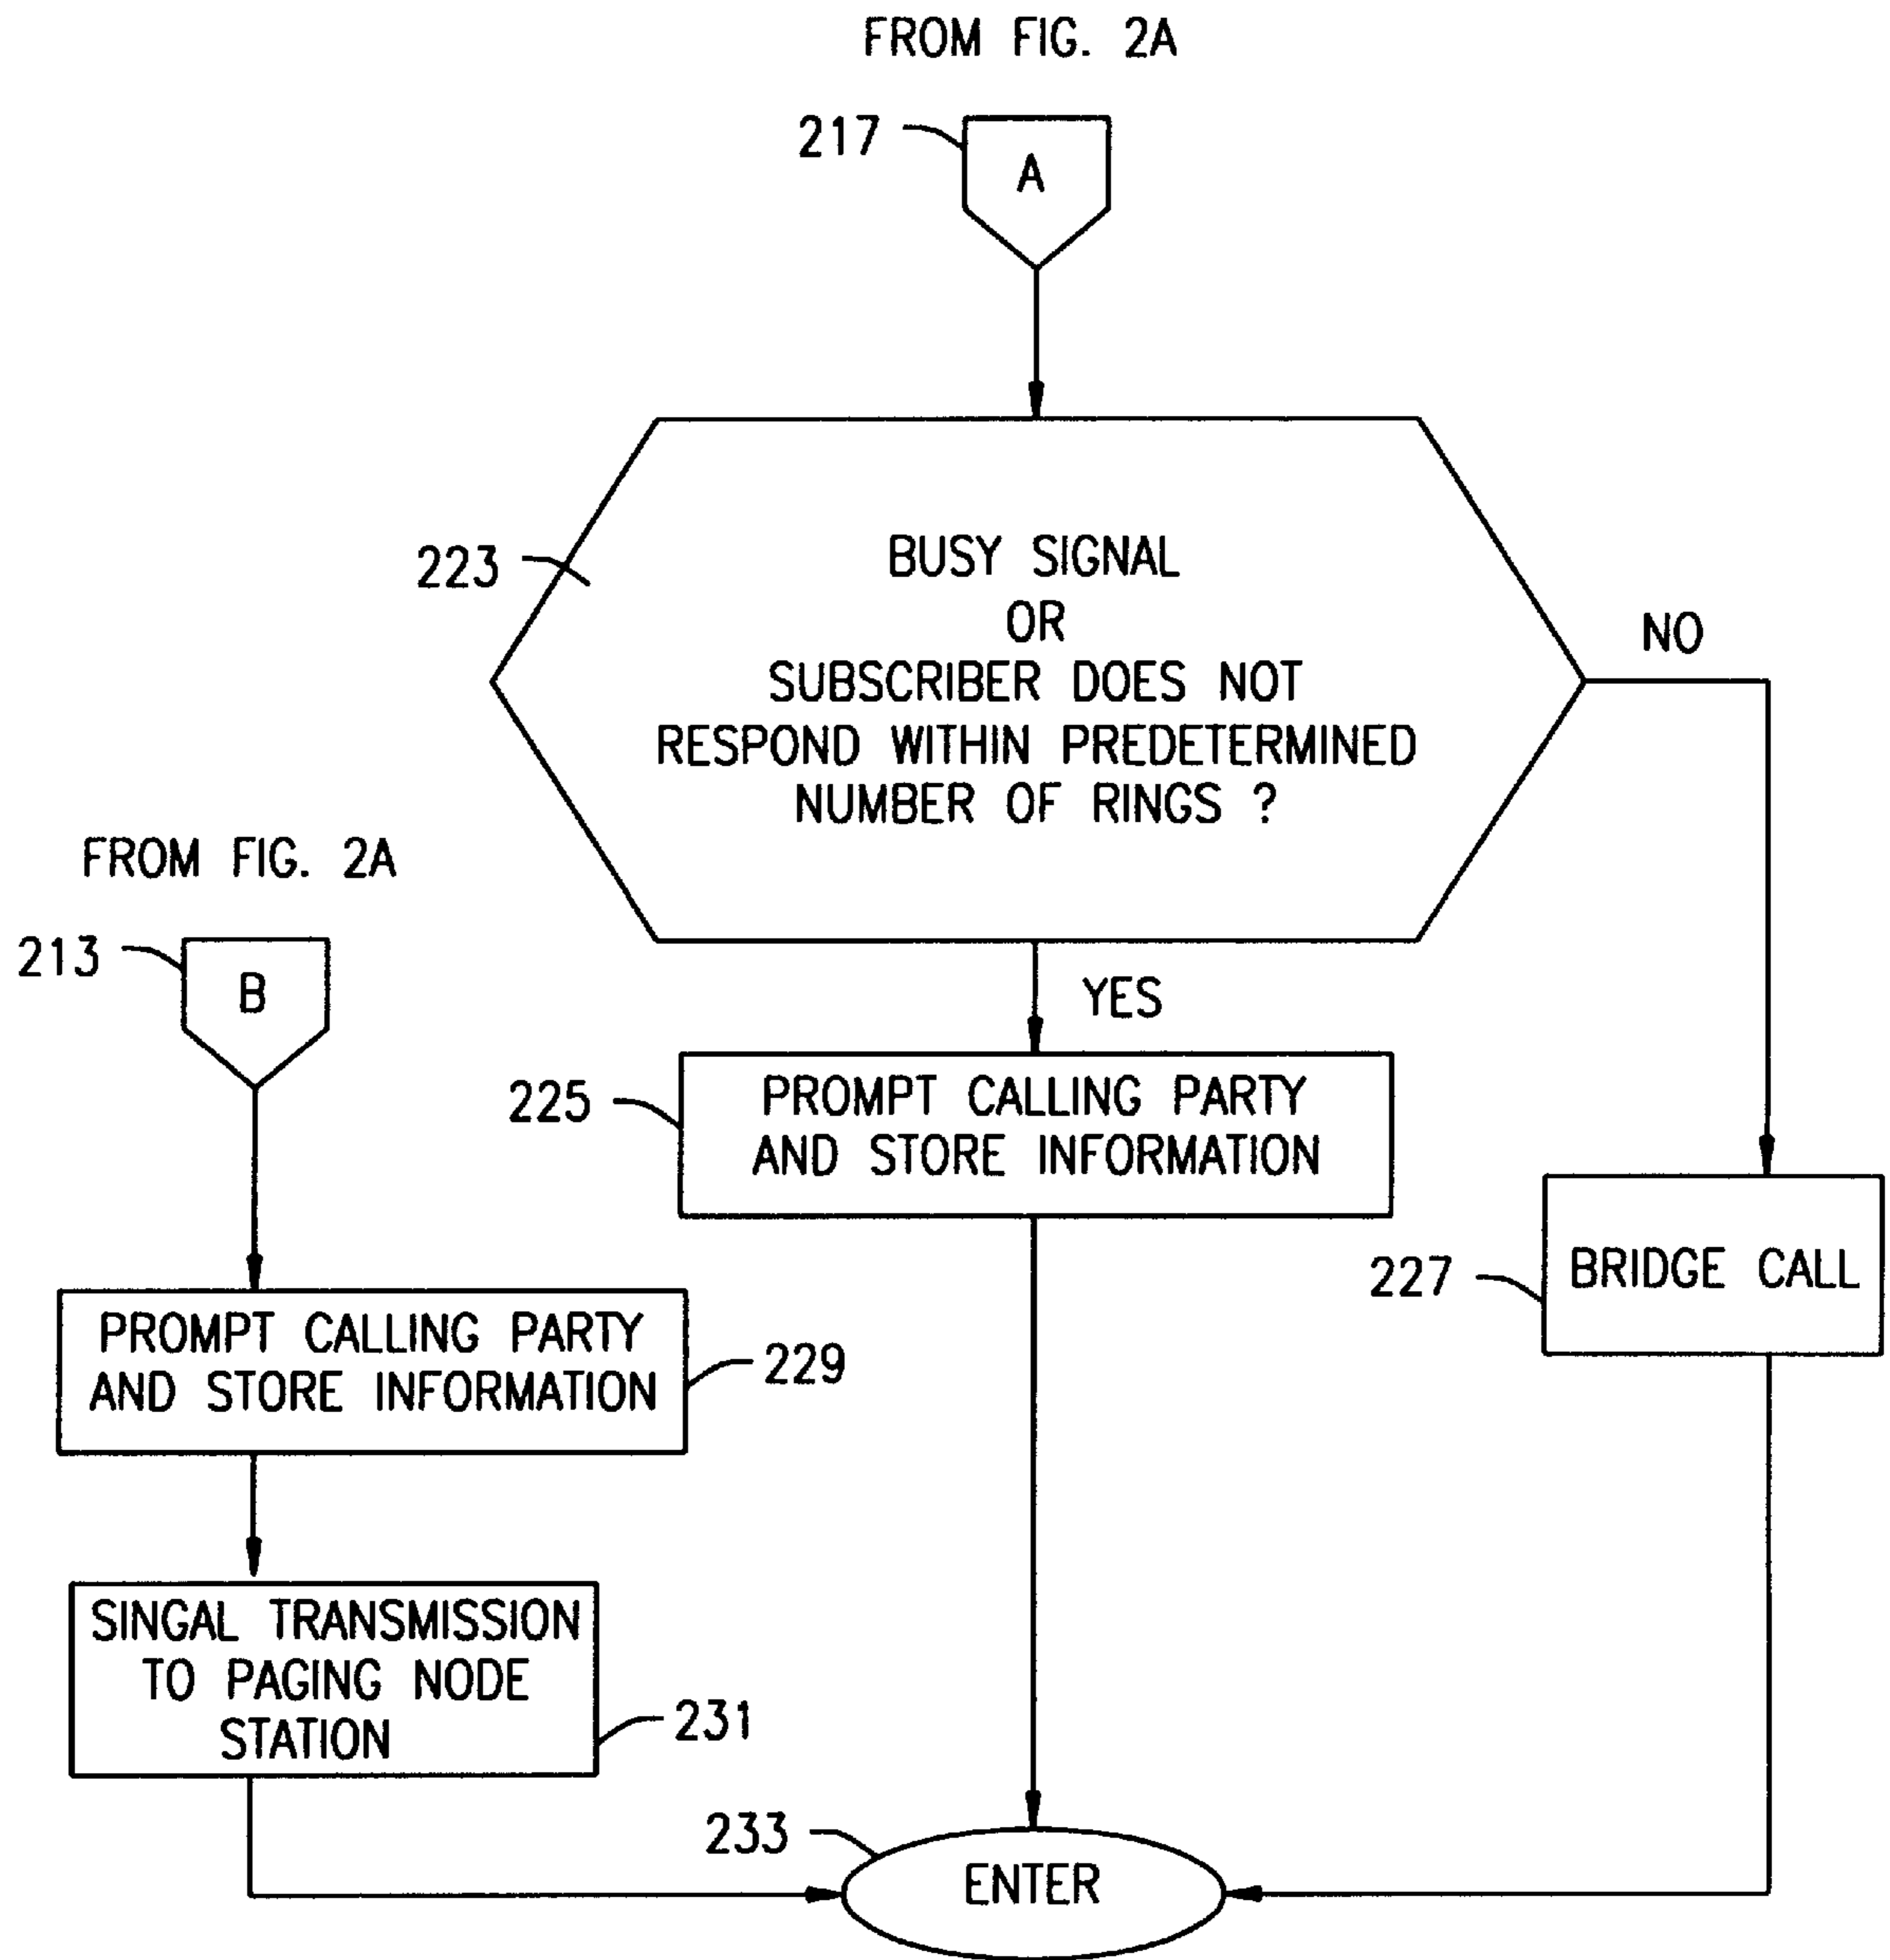 FROM FIG. 2A
217
A
223
BUSY SIGNAL
OR
SUBSCRIBER DOES NOT
RESPOND WITHIN PREDETERMINED
NUMBER OF RINGS ?
NO
FROM FIG. 2A
213
B
YES
225
PROMPT CALLING PARTY
AND STORE INFORMATION
227
BRIDGE CALL
PROMPT CALLING PARTY
AND STORE INFORMATION
229
SINGAL TRANSMISSION
TO PAGING NODE
STATION
231
233
ENTER